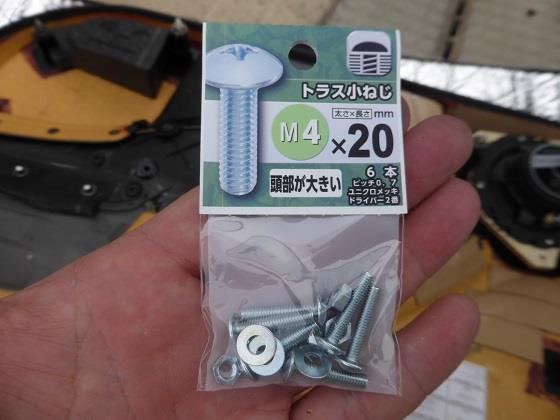 トラス小ねじ
太さ×長さ mm
M4×20
頭部が大きい
6本
ピッチ0.7
ユニクロメッキ
ドライバー2番